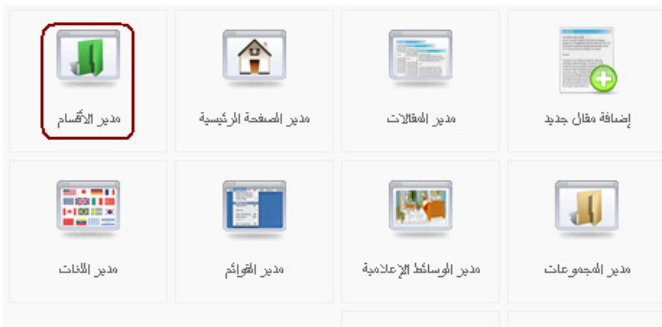 إضافة مقال جديد
مدير المقالات
مدير الصفحة الرئيسية
مدير الأقسام
مدير المجموعات
مدير الوسائط الإعلامية
مدير القوائم
مدير اللغات